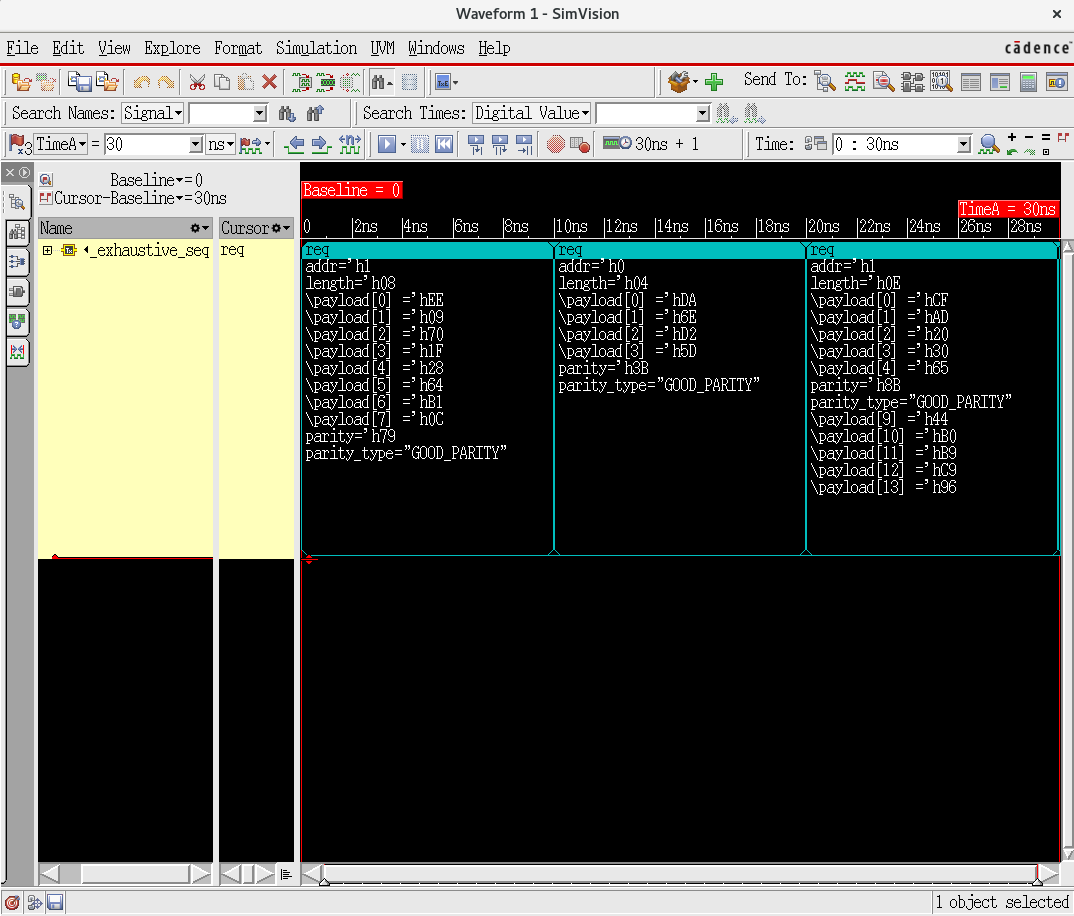 Waveform 1 - SimVision
File Edit View Explore Format Simulation UVM Windows Help
cādence
Send To:
Search Names: Signal Search Times: Digital Value
TimeA = 30 ns 30ns + 1 Time: 0 : 30ns
Baseline=0
Cursor-Baseline=30ns
Name Cursor
_exhaustive_seq req
Baseline = 0
TimeA = 30ns
0 2ns 4ns 6ns 8ns 10ns 12ns 14ns 16ns 18ns 20ns 22ns 24ns 26ns 28ns
req
addr='h1
length='h08
\payload[0] ='hEE
\payload[1] ='h09
\payload[2] ='h70
\payload[3] ='h1F
\payload[4] ='h28
\payload[5] ='h64
\payload[6] ='hB1
\payload[7] ='h0C
parity='h79
parity_type="GOOD_PARITY"
req
addr='h0
length='h04
\payload[0] ='hDA
\payload[1] ='h6E
\payload[2] ='hD2
\payload[3] ='h5D
parity='h3B
parity_type="GOOD_PARITY"
req
addr='h1
length='h0E
\payload[0] ='hCF
\payload[1] ='hAD
\payload[2] ='h20
\payload[3] ='h30
\payload[4] ='h65
parity='h8B
parity_type="GOOD_PARITY"
\payload[9] ='h44
\payload[10] ='hB0
\payload[11] ='hB9
\payload[12] ='hC9
\payload[13] ='h96
1 object selected